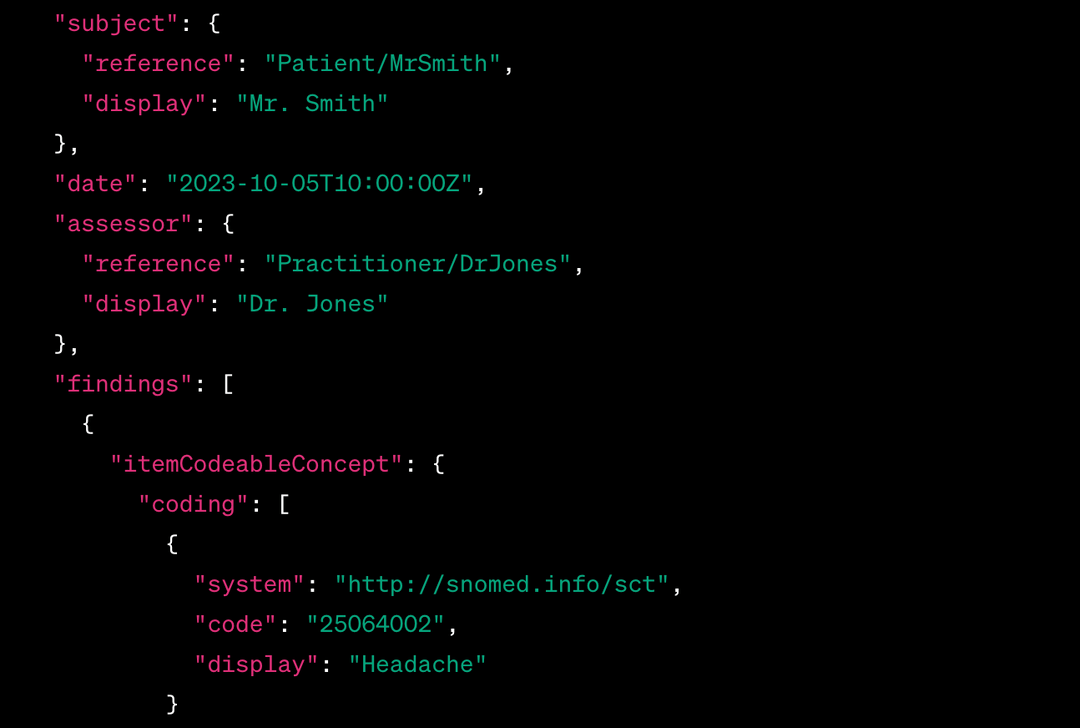 "subject": {
"reference": "Patient/MrSmith",
"display": "Mr. Smith"
},
"date": "2023-10-05T10:00:00Z",
"assessor": {
"reference": "Practitioner/DrJones",
"display": "Dr. Jones"
},
"findings": [
{
"itemCodeableConcept": {
"coding": [
{
"system": "http://snomed.info/sct",
"code": "25064002",
"display": "Headache"
}